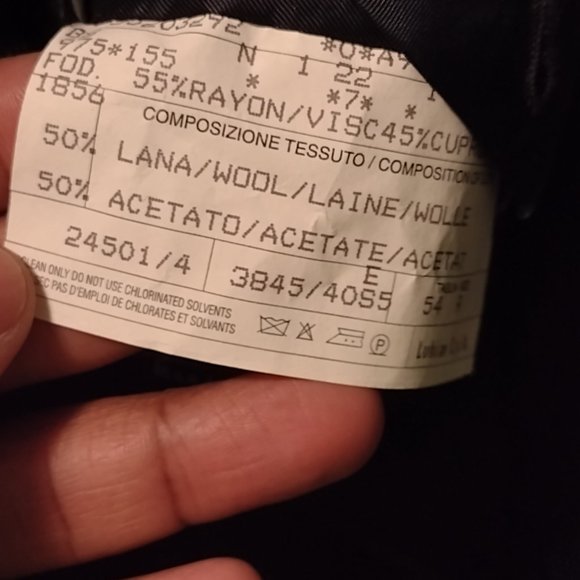 475*155 N 1 22
FOD. * *7* *
1856 55%RAYON/VISC45%CUPR
COMPOSIZIONE TESSUTO / COMPOSITION
50% LANA/WOOL/LAINE/WOLLE
50% ACETATO/ACETATE/ACETAT
E
24501/4 3845/40S5 54
CLEAN ONLY DO NOT USE CHLORINATED SOLVENTS
EC PAS D'EMPLOI DE CHLORATES ET SOLVANTS
P